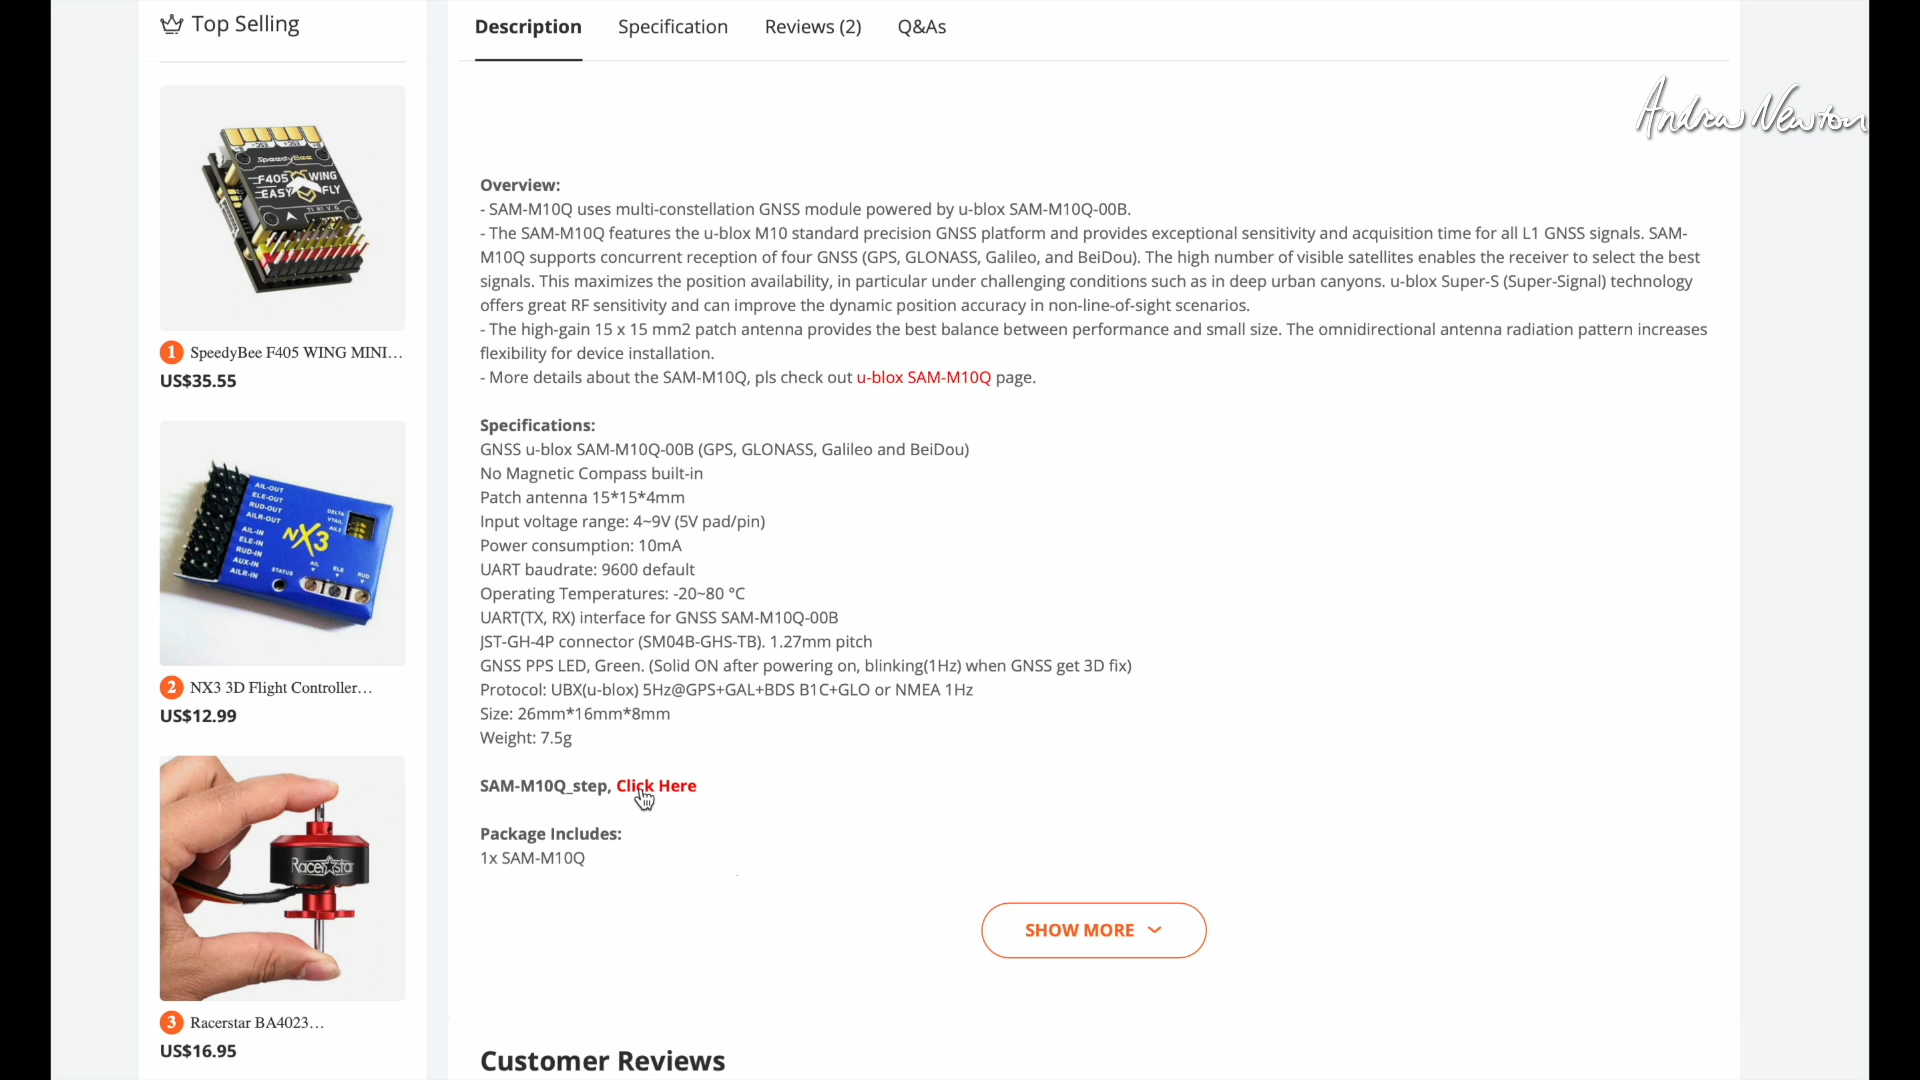 Top Selling
SpeedyBee
F405 WING
EASY FLY
1 SpeedyBee F405 WING MINI...
US$35.55
AIL-OUT
ELE-OUT
RUD-OUT
AILR-OUT
AIL-IN
ELE-IN
RUD-IN
AUX-IN
AILR-IN
DELTA
VTAIL
NX3
STATUS
AIL
ELE
RUD
2 NX3 3D Flight Controller...
US$12.99
Racerstar
3 Racerstar BA4023...
US$16.95
Description Specification Reviews (2) Q&As
Andrew Newton
Overview:
- SAM-M10Q uses multi-constellation GNSS module powered by u-blox SAM-M10Q-00B.
- The SAM-M10Q features the u-blox M10 standard precision GNSS platform and provides exceptional sensitivity and acquisition time for all L1 GNSS signals. SAM-
M10Q supports concurrent reception of four GNSS (GPS, GLONASS, Galileo, and BeiDou). The high number of visible satellites enables the receiver to select the best
signals. This maximizes the position availability, in particular under challenging conditions such as in deep urban canyons. u-blox Super-S (Super-Signal) technology
offers great RF sensitivity and can improve the dynamic position accuracy in non-line-of-sight scenarios.
- The high-gain 15 x 15 mm2 patch antenna provides the best balance between performance and small size. The omnidirectional antenna radiation pattern increases
flexibility for device installation.
- More details about the SAM-M10Q, pls check out u-blox SAM-M10Q page.
Specifications:
GNSS u-blox SAM-M10Q-00B (GPS, GLONASS, Galileo and BeiDou)
No Magnetic Compass built-in
Patch antenna 15*15*4mm
Input voltage range: 4~9V (5V pad/pin)
Power consumption: 10mA
UART baudrate: 9600 default
Operating Temperatures: -20~80 °C
UART(TX, RX) interface for GNSS SAM-M10Q-00B
JST-GH-4P connector (SM04B-GHS-TB). 1.27mm pitch
GNSS PPS LED, Green. (Solid ON after powering on, blinking(1Hz) when GNSS get 3D fix)
Protocol: UBX(u-blox) 5Hz@GPS+GAL+BDS B1C+GLO or NMEA 1Hz
Size: 26mm*16mm*8mm
Weight: 7.5g
SAM-M10Q_step, Click Here
Package Includes:
1x SAM-M10Q
SHOW MORE
Customer Reviews